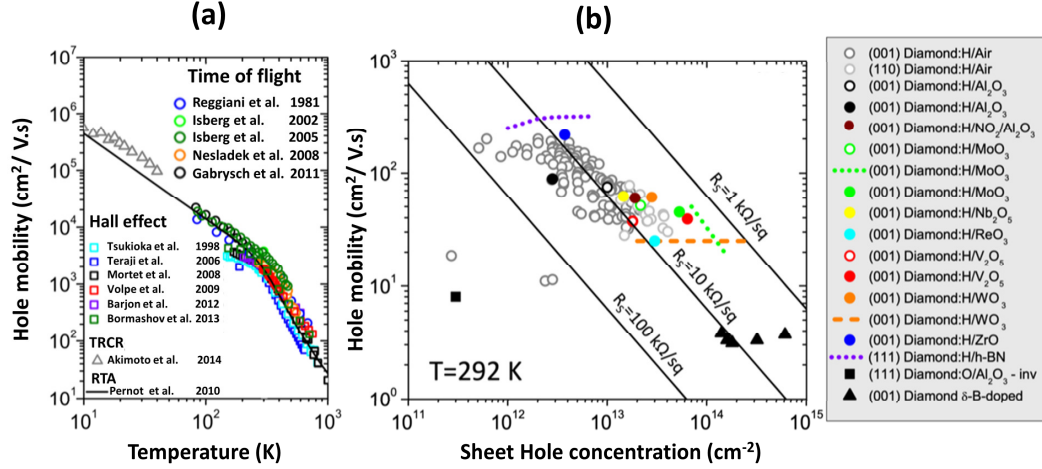 (a)
Hole mobility (cm²/ V.s)
10⁷
10⁶
10⁵
10⁴
10³
10²
10¹
Time of flight
Reggiani et al. 1981
Isberg et al. 2002
Isberg et al. 2005
Nesladek et al. 2008
Gabrysch et al. 2011
Hall effect
Tsukioka et al. 1998
Teraji et al. 2006
Mortet et al. 2008
Volpe et al. 2009
Barjon et al. 2012
Bormashov et al. 2013
TRCR
Akimoto et al. 2014
RTA
Pernot et al. 2010
10¹ 10² 10³
Temperature (K)
(b)
Hole mobility (cm²/ V.s)
10³
10²
10¹
10⁰
Rₛ=1 kΩ/sq
Rₛ=10 kΩ/sq
Rₛ=100 kΩ/sq
T=292 K
10¹¹ 10¹² 10¹³ 10¹⁴ 10¹⁵
Sheet Hole concentration (cm⁻²)
(001) Diamond:H/Air
(110) Diamond:H/Air
(001) Diamond:H/Al₂O₃
(001) Diamond:H/Al₂O₃
(001) Diamond:H/NO₂/Al₂O₃
(001) Diamond:H/MoO₃
(001) Diamond:H/MoO₃
(001) Diamond:H/MoO₃
(001) Diamond:H/Nb₂O₅
(001) Diamond:H/ReO₃
(001) Diamond:H/V₂O₅
(001) Diamond:H/V₂O₅
(001) Diamond:H/WO₃
(001) Diamond:H/WO₃
(001) Diamond:H/ZrO
(111) Diamond:H/h-BN
(111) Diamond:O/Al₂O₃ - inv
(001) Diamond δ-B-doped